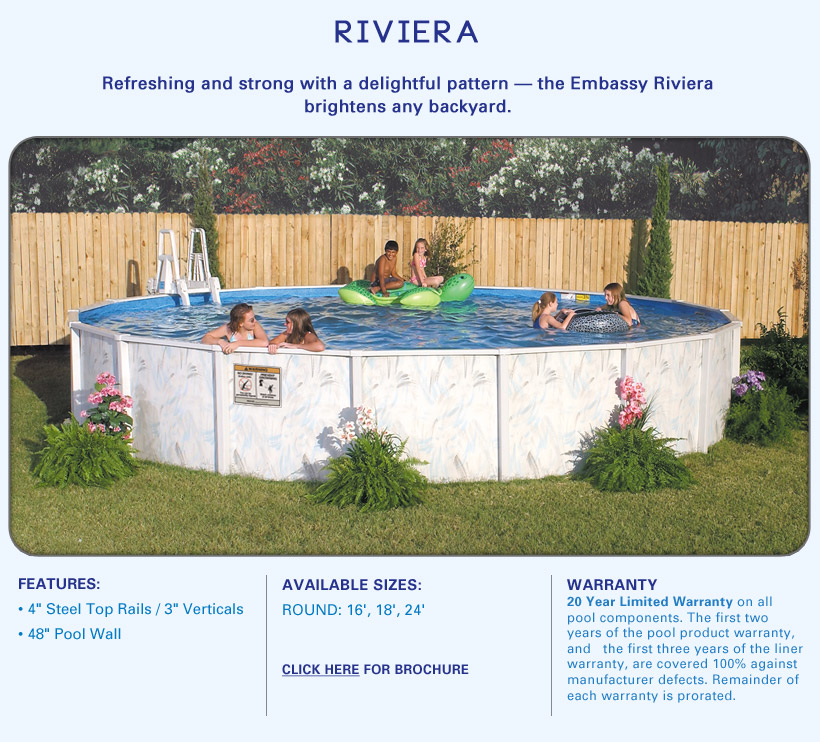 RIVIERA
Refreshing and strong with a delightful pattern — the Embassy Riviera
brightens any backyard.
WARNING
FEATURES:
• 4" Steel Top Rails / 3" Verticals
• 48" Pool Wall
AVAILABLE SIZES:
ROUND: 16', 18', 24'
CLICK HERE FOR BROCHURE
WARRANTY
20 Year Limited Warranty on all
pool components. The first two
years of the pool product warranty,
and the first three years of the liner
warranty, are covered 100% against
manufacturer defects. Remainder of
each warranty is prorated.